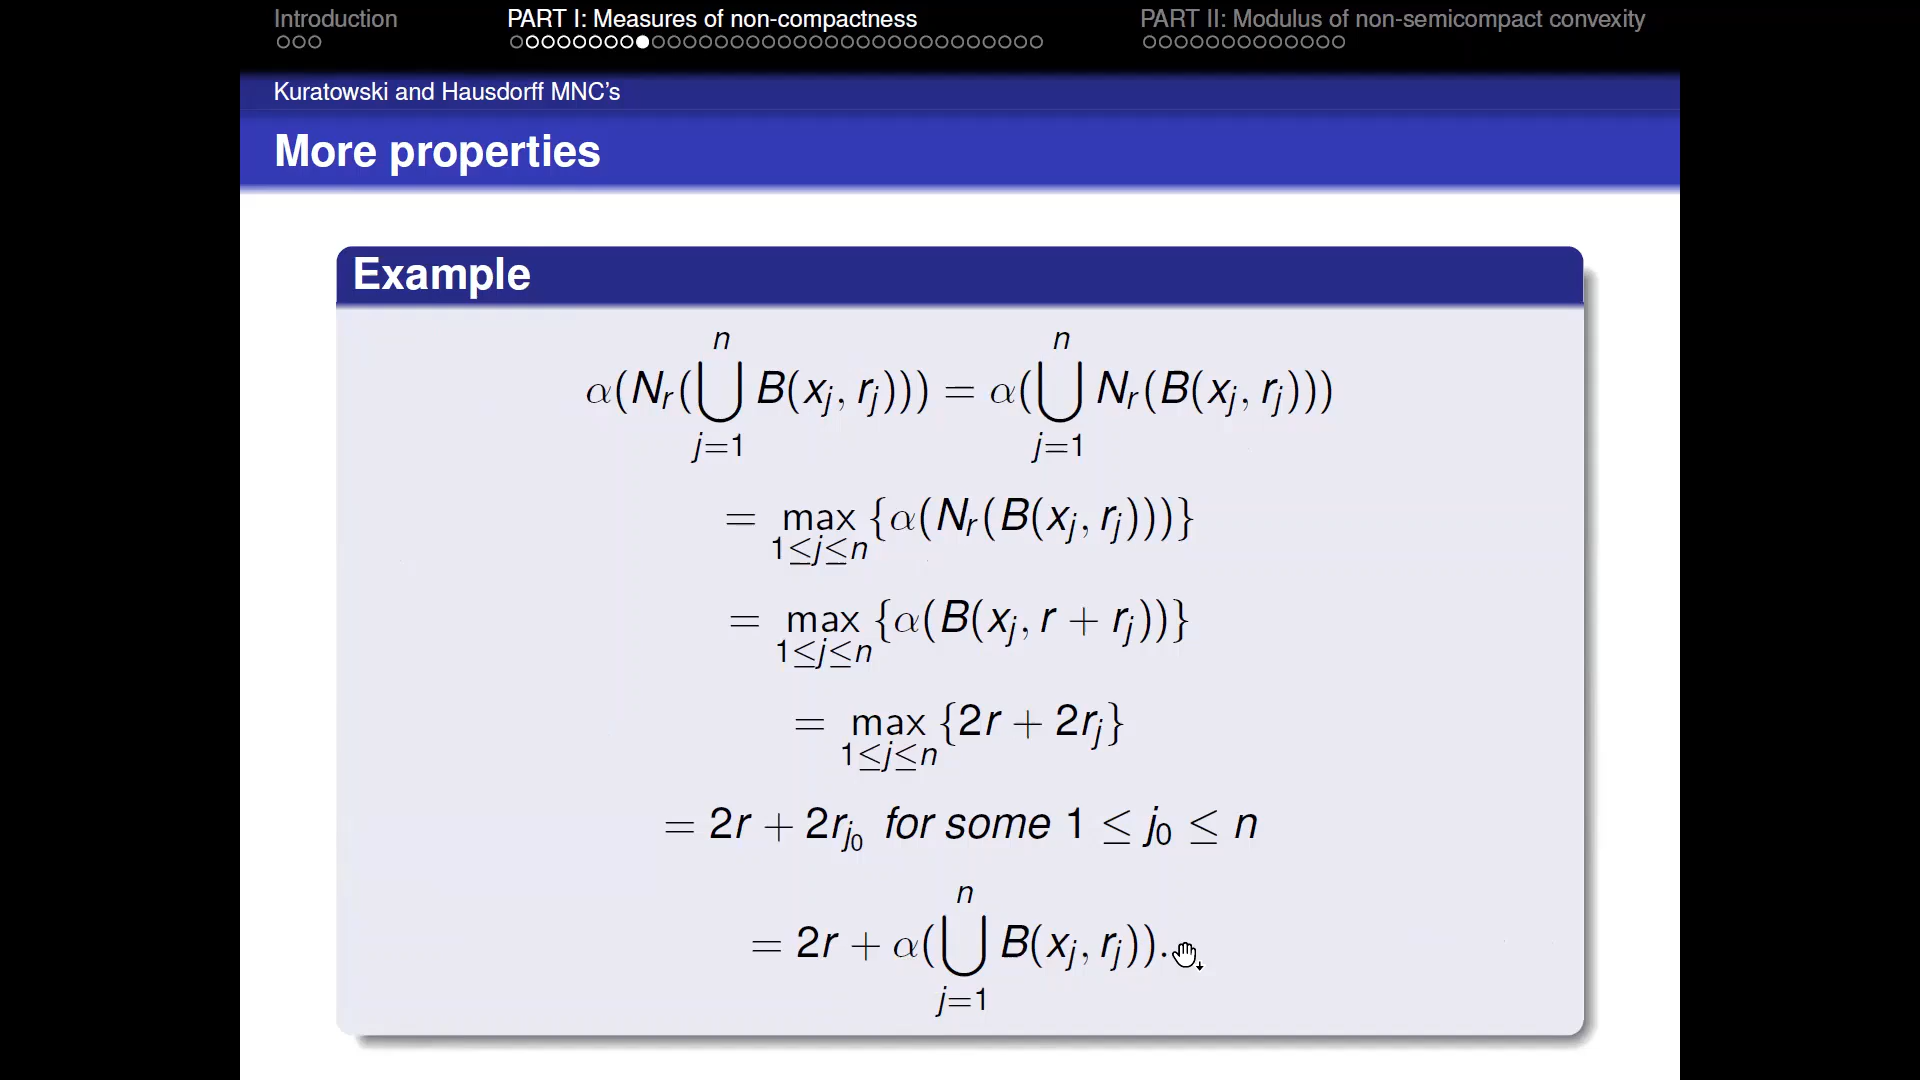 Introduction
PART I: Measures of non-compactness
PART II: Modulus of non-semicompact convexity
Kuratowski and Hausdorff MNC's
More properties
Example
α(N_r(⋃_{j=1}^{n} B(x_j, r_j))) = α(⋃_{j=1}^{n} N_r(B(x_j, r_j)))
= max_{1≤j≤n} {α(N_r(B(x_j, r_j)))}
= max_{1≤j≤n} {α(B(x_j, r + r_j))}
= max_{1≤j≤n} {2r + 2r_j}
= 2r + 2r_{j_0} for some 1 ≤ j_0 ≤ n
= 2r + α(⋃_{j=1}^{n} B(x_j, r_j)).